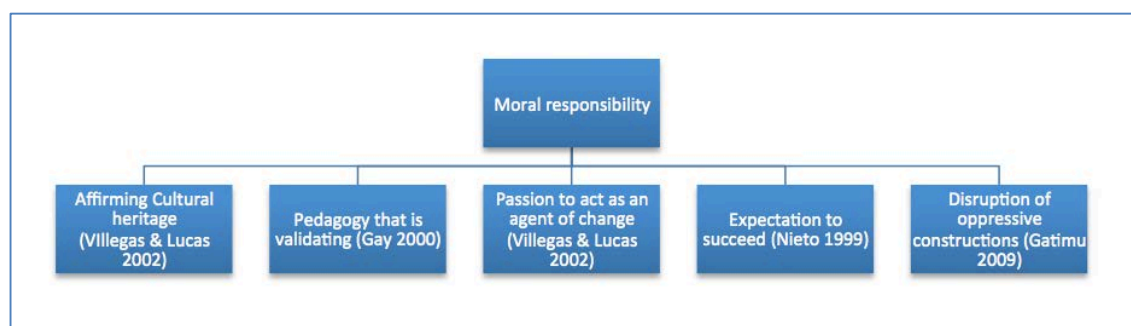 Moral responsibility
Affirming Cultural
heritage
(VIllegas & Lucas
2002)
Pedagogy that is
validating (Gay 2000)
Passion to act as an
agent of change
(Villegas & Lucas
2002)
Expectation to
succeed (Nieto 1999)
Disruption of
oppressive
constructions (Gatimu
2009)